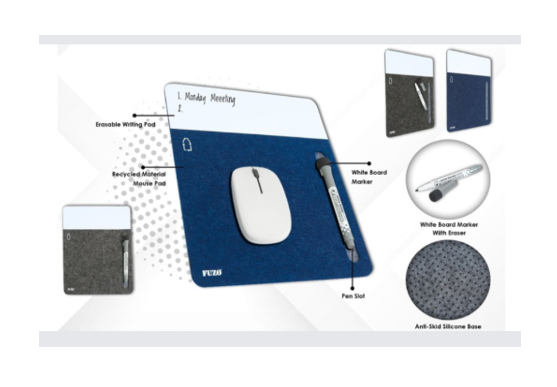 1. Monday Meeeting
2.
Erasable Writing Pad
Recycled Material
Mouse Pad
White Board
Marker
FUZO
Pen Slot
White Board Marker
With Eraser
Anti-Skid Silicone Base